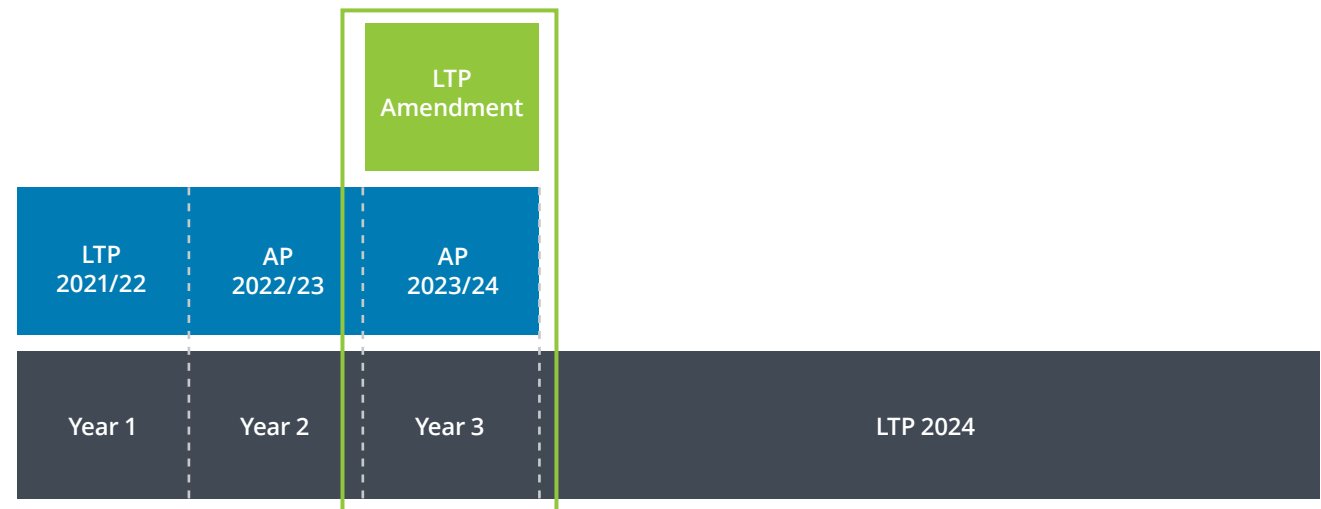 LTP
Amendment
LTP
2021/22
AP
2022/23
AP
2023/24
Year 1
Year 2
Year 3
LTP 2024